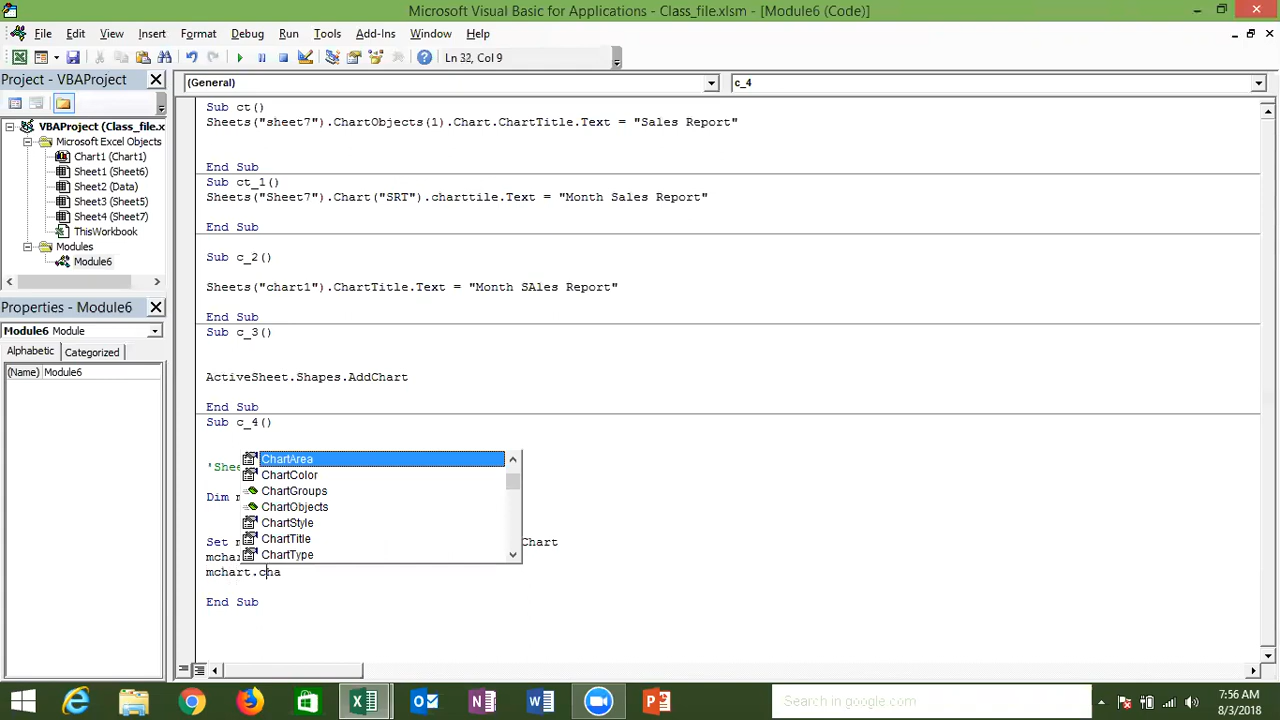 Microsoft Visual Basic for Applications - Class_file.xlsm - [Module6 (Code)]
File Edit View Insert Format Debug Run Tools Add-Ins Window Help
Ln 32, Col 9
Project - VBAProject
(General)
c_4
VBAProject (Class_file.x
Microsoft Excel Objects
Chart1 (Chart1)
Sheet1 (Sheet6)
Sheet2 (Data)
Sheet3 (Sheet5)
Sheet4 (Sheet7)
ThisWorkbook
Modules
Module6
Properties - Module6
Module6 Module
Alphabetic Categorized
(Name) Module6
Sub ct()
Sheets("sheet7").ChartObjects(1).Chart.ChartTitle.Text = "Sales Report"
End Sub
Sub ct_1()
Sheets("Sheet7").Chart("SRT").charttile.Text = "Month Sales Report"
End Sub
Sub c_2()
Sheets("chart1").ChartTitle.Text = "Month SAles Report"
End Sub
Sub c_3()
ActiveSheet.Shapes.AddChart
End Sub
Sub c_4()
'Shee
Dim
Set Chart
mchar
mchart.cha
End Sub
ChartArea
ChartColor
ChartGroups
ChartObjects
ChartStyle
ChartTitle
ChartType
Search in google.com
7:56 AM
8/3/2018